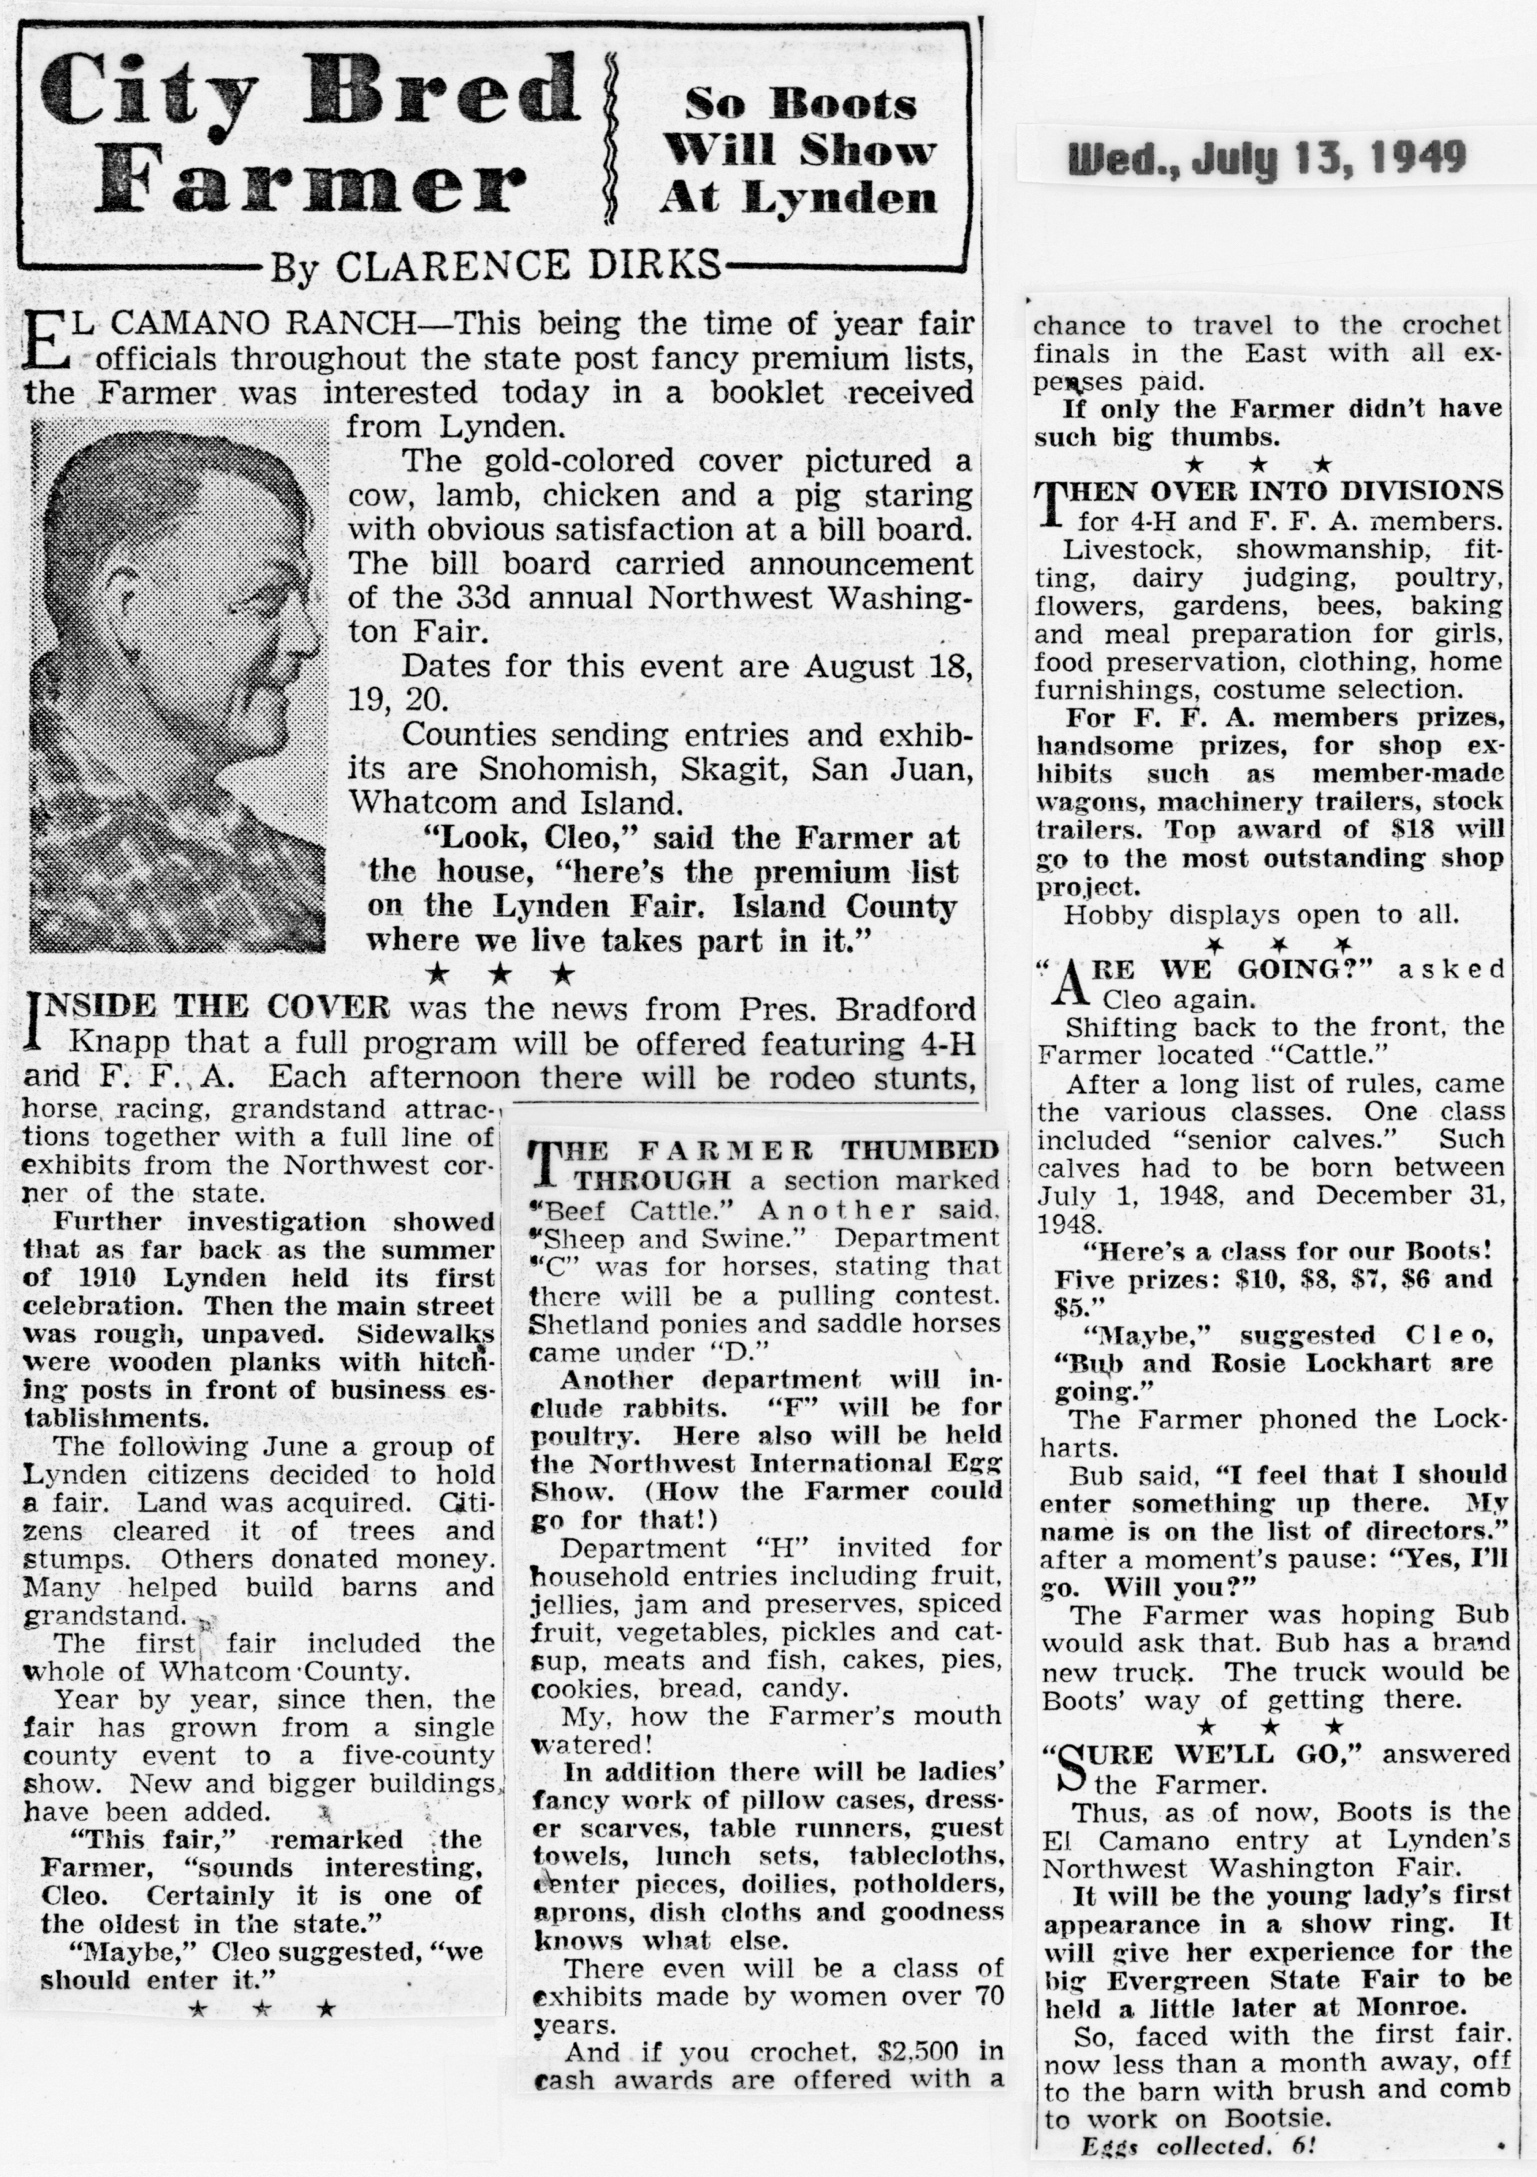 City Bred
Farmer
So Boots
Will Show
At Lynden
By CLARENCE DIRKS
Wed., July 13, 1949
EL CAMANO RANCH—This being the time of year fair
officials throughout the state post fancy premium lists,
the Farmer was interested today in a booklet received
from Lynden.
The gold-colored cover pictured a
cow, lamb, chicken and a pig staring
with obvious satisfaction at a bill board.
The bill board carried announcement
of the 33d annual Northwest Washing-
ton Fair.
Dates for this event are August 18,
19, 20.
Counties sending entries and exhib-
its are Snohomish, Skagit, San Juan,
Whatcom and Island.
“Look, Cleo,” said the Farmer at
the house, “here’s the premium list
on the Lynden Fair. Island County
where we live takes part in it.”
★ ★ ★
INSIDE THE COVER was the news from Pres. Bradford
Knapp that a full program will be offered featuring 4-H
and F. F. A. Each afternoon there will be rodeo stunts,
horse racing, grandstand attrac-
tions together with a full line of
exhibits from the Northwest cor-
ner of the state.
Further investigation showed
that as far back as the summer
of 1910 Lynden held its first
celebration. Then the main street
was rough, unpaved. Sidewalks
were wooden planks with hitch-
ing posts in front of business es-
tablishments.
The following June a group of
Lynden citizens decided to hold
a fair. Land was acquired. Citi-
zens cleared it of trees and
stumps. Others donated money.
Many helped build barns and
grandstand.
The first fair included the
whole of Whatcom County.
Year by year, since then, the
fair has grown from a single
county event to a five-county
show. New and bigger buildings
have been added.
“This fair,” remarked the
Farmer, “sounds interesting,
Cleo. Certainly it is one of
the oldest in the state.”
“Maybe,” Cleo suggested, “we
should enter it.”
★ ★ ★
THE FARMER THUMBED
THROUGH a section marked
“Beef Cattle.” Another said,
“Sheep and Swine.” Department
“C” was for horses, stating that
there will be a pulling contest.
Shetland ponies and saddle horses
came under “D.”
Another department will in-
clude rabbits. “F” will be for
poultry. Here also will be held
the Northwest International Egg
Show. (How the Farmer could
go for that!)
Department “H” invited for
household entries including fruit,
jellies, jam and preserves, spiced
fruit, vegetables, pickles and cat-
sup, meats and fish, cakes, pies,
cookies, bread, candy.
My, how the Farmer’s mouth
watered!
In addition there will be ladies’
fancy work of pillow cases, dress-
er scarves, table runners, guest
towels, lunch sets, tablecloths,
center pieces, doilies, potholders,
aprons, dish cloths and goodness
knows what else.
There even will be a class of
exhibits made by women over 70
years.
And if you crochet, $2,500 in
cash awards are offered with a
chance to travel to the crochet
finals in the East with all ex-
penses paid.
If only the Farmer didn’t have
such big thumbs.
★ ★ ★
THEN OVER INTO DIVISIONS
for 4-H and F. F. A. members.
Livestock, showmanship, fit-
ting, dairy judging, poultry,
flowers, gardens, bees, baking
and meal preparation for girls,
food preservation, clothing, home
furnishings, costume selection.
For F. F. A. members prizes,
handsome prizes, for shop ex-
hibits such as member-made
wagons, machinery trailers, stock
trailers. Top award of $18 will
go to the most outstanding shop
project.
Hobby displays open to all.
★ ★ ★
“ARE WE GOING?” asked
Cleo again.
Shifting back to the front, the
Farmer located “Cattle.”
After a long list of rules, came
the various classes. One class
included “senior calves.” Such
calves had to be born between
July 1, 1948, and December 31,
1948.
“Here’s a class for our Boots!
Five prizes: $10, $8, $7, $6 and
$5.”
“Maybe,” suggested Cleo,
“Bub and Rosie Lockhart are
going.”
The Farmer phoned the Lock-
harts.
Bub said, “I feel that I should
enter something up there. My
name is on the list of directors.”
after a moment’s pause: “Yes, I’ll
go. Will you?”
The Farmer was hoping Bub
would ask that. Bub has a brand
new truck. The truck would be
Boots’ way of getting there.
★ ★ ★
“SURE WE’LL GO,” answered
the Farmer.
Thus, as of now, Boots is the
El Camano entry at Lynden’s
Northwest Washington Fair.
It will be the young lady’s first
appearance in a show ring. It
will give her experience for the
big Evergreen State Fair to be
held a little later at Monroe.
So, faced with the first fair.
now less than a month away, off
to the barn with brush and comb
to work on Bootsie.
Eggs collected, 6!